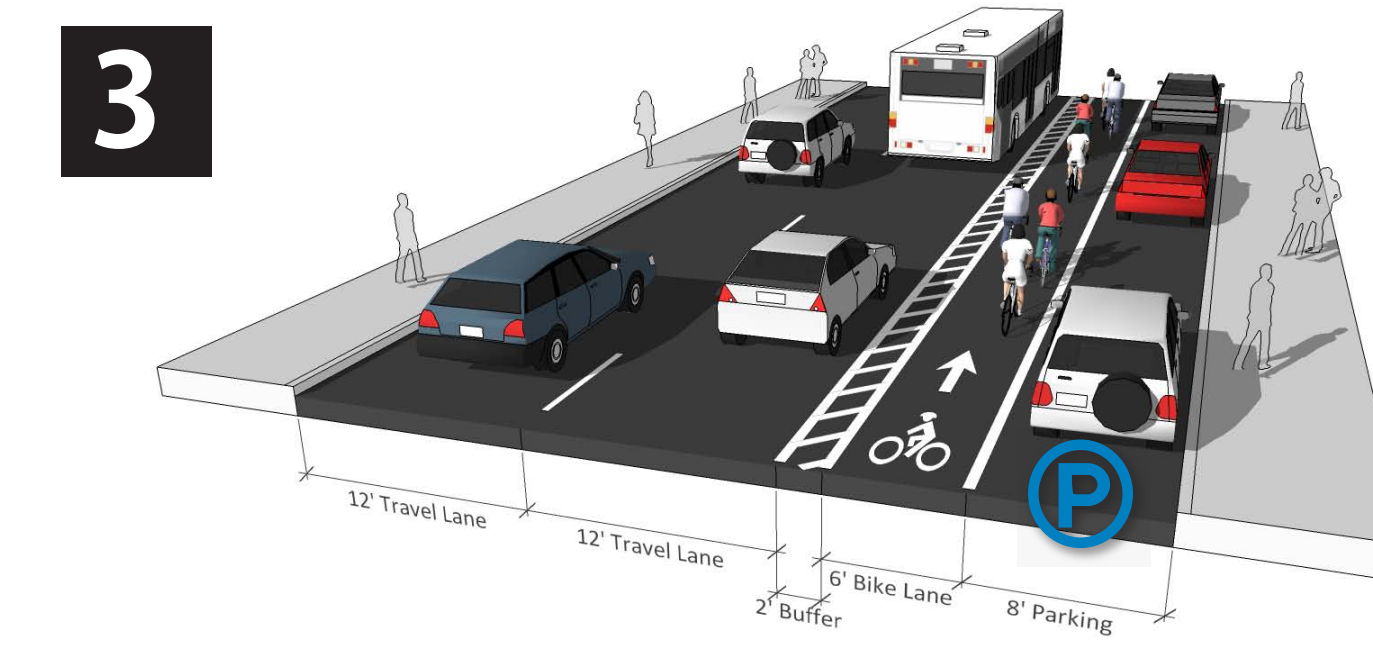 3
P
12' Travel Lane
12' Travel Lane
2' Buffer
6' Bike Lane
8' Parking